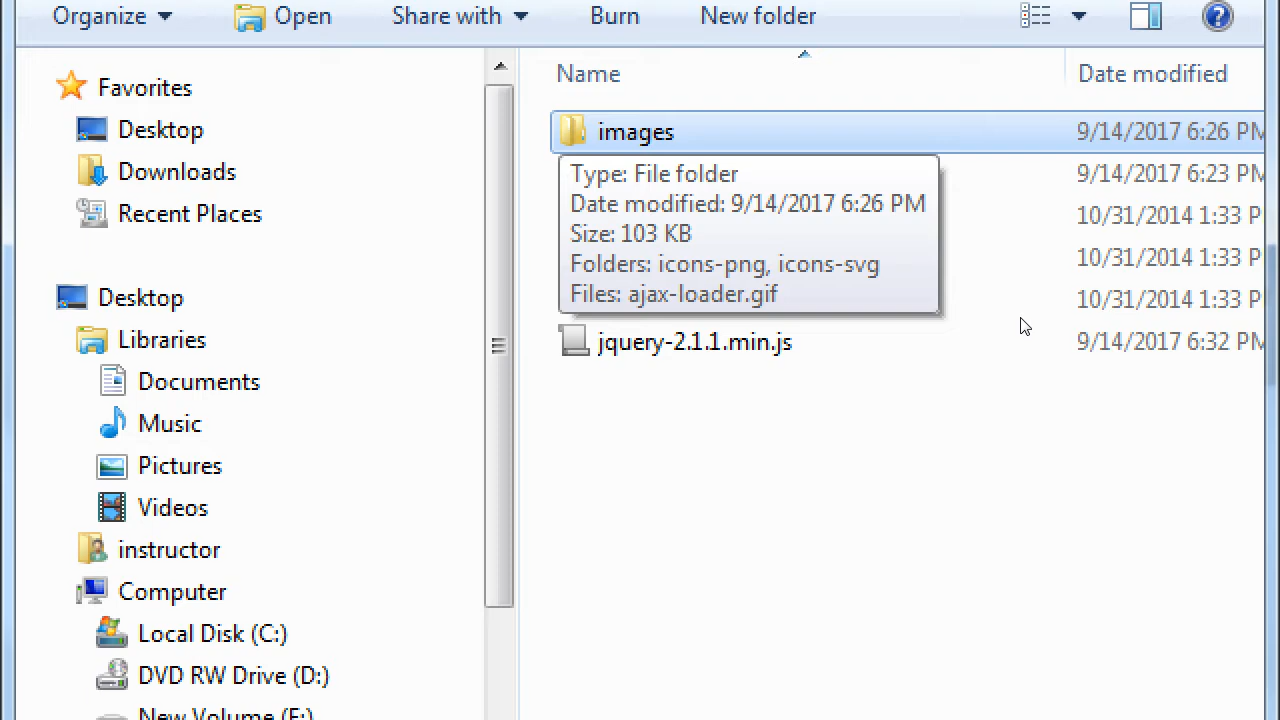 Organize Open Share with Burn New folder
Name Date modified
Favorites
Desktop
Downloads
Recent Places
Desktop
Libraries
Documents
Music
Pictures
Videos
instructor
Computer
Local Disk (C:)
DVD RW Drive (D:)
New Volume (F:)
images 9/14/2017 6:26 PM
Type: File folder
Date modified: 9/14/2017 6:26 PM
Size: 103 KB
Folders: icons-png, icons-svg
Files: ajax-loader.gif
9/14/2017 6:23 PM
10/31/2014 1:33 P
10/31/2014 1:33 P
10/31/2014 1:33 P
jquery-2.1.1.min.js 9/14/2017 6:32 PM